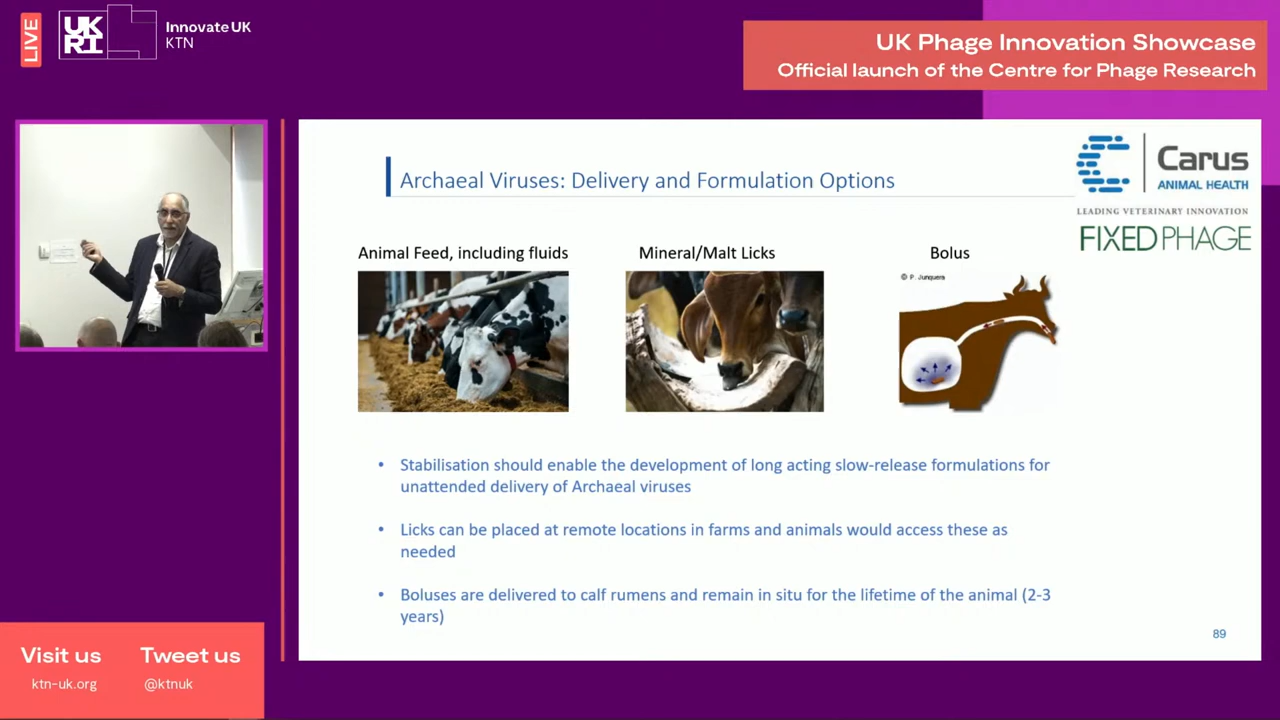 LIVE
UK
RI
Innovate UK
KTN
UK Phage Innovation Showcase
Official launch of the Centre for Phage Research
Archaeal Viruses: Delivery and Formulation Options
Carus
ANIMAL HEALTH
LEADING VETERINARY INNOVATION
FIXEDPHAGE
Animal Feed, including fluids
Mineral/Malt Licks
Bolus
© P. Junquera
• Stabilisation should enable the development of long acting slow-release formulations for
unattended delivery of Archaeal viruses
• Licks can be placed at remote locations in farms and animals would access these as
needed
• Boluses are delivered to calf rumens and remain in situ for the lifetime of the animal (2-3
years)
89
Visit us
ktn-uk.org
Tweet us
@ktnuk